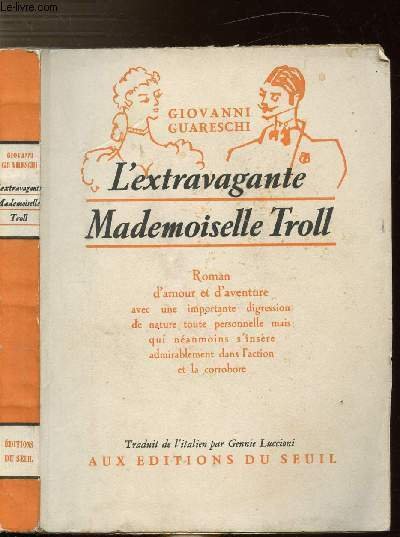 www.le-livre.com
GIOVANNI
GUARESCHI
L'extravagante
Mademoiselle Troll
ÉDITIONS
DU SEUIL
GIOVANNI
GUARESCHI
L'extravagante
Mademoiselle Troll
Roman
d'amour et d'aventure
avec une importante digression
de nature toute personnelle mais
qui néanmoins s'insère
admirablement dans l'action
et la corrobore
Traduit de l'italien par Gennie Luccioni
AUX EDITIONS DU SEUIL